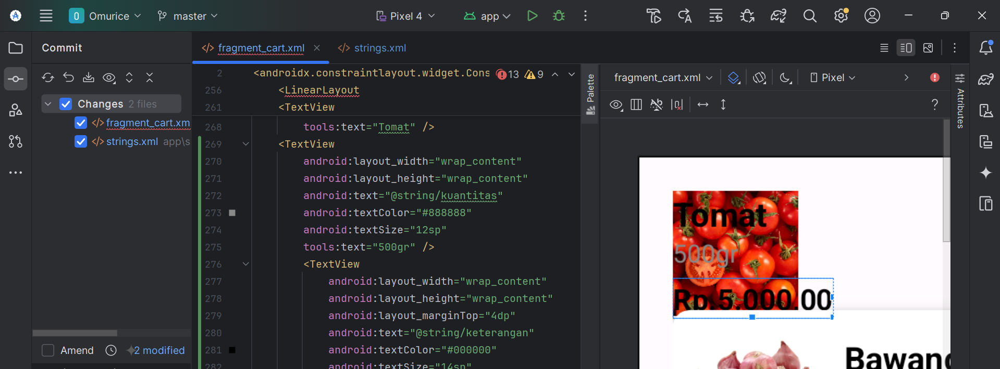 Omurice
master
Pixel 4
app
Commit
fragment_cart.xml
strings.xml
Changes 2 files
fragment_cart.xm
strings.xml app\s
Amend
2 modified
2 <androidx.constraintlayout.widget.Cons
13 9
256 <LinearLayout
261 <TextView
268 tools:text="Tomat" />
269 <TextView
270 android:layout_width="wrap_content"
271 android:layout_height="wrap_content"
272 android:text="@string/kuantitas"
273 android:textColor="#888888"
274 android:textSize="12sp"
275 tools:text="500gr" />
276 <TextView
277 android:layout_width="wrap_content"
278 android:layout_height="wrap_content"
279 android:layout_marginTop="4dp"
280 android:text="@string/keterangan"
281 android:textColor="#000000"
282 android:textSize="14sp"
Palette
fragment_cart.xml
Pixel
Attributes
Tomat
500gr
Rp.5.000.00
Bawang